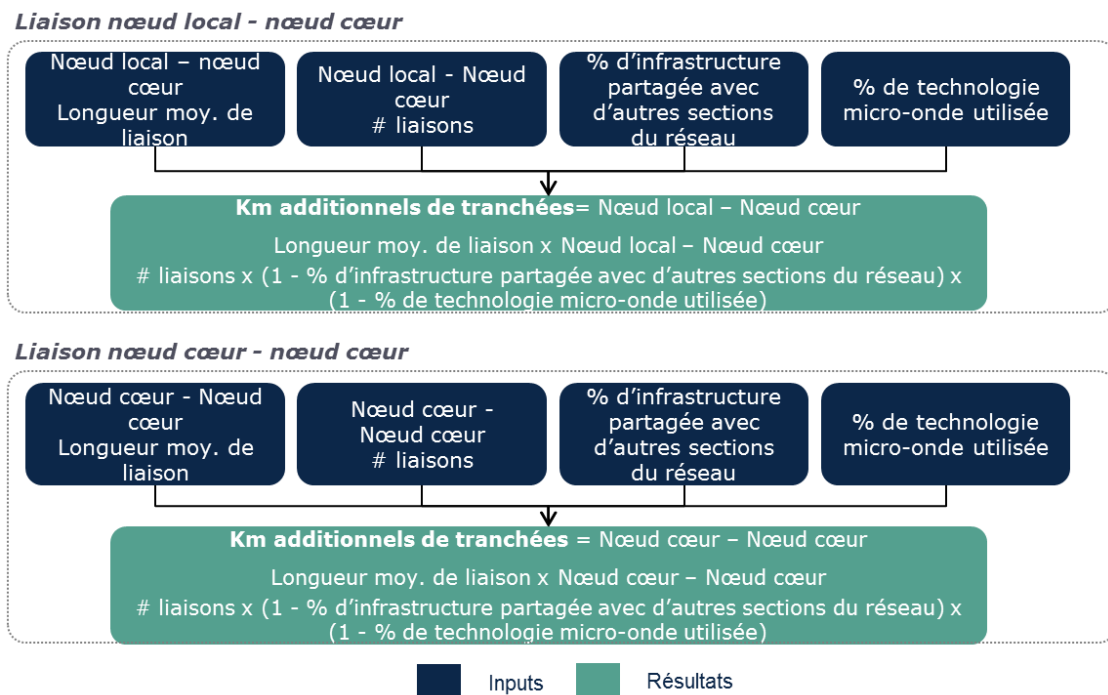 Liaison nœud local - nœud cœur
Nœud local – nœud
cœur
Longueur moy. de
liaison
Nœud local - Nœud
cœur
# liaisons
% d’infrastructure
partagée avec
d’autres sections
du réseau
% de technologie
micro-onde utilisée
Km additionnels de tranchées= Nœud local – Nœud cœur
Longueur moy. de liaison x Nœud local – Nœud cœur
# liaisons x (1 - % d’infrastructure partagée avec d’autres sections du réseau) x
(1 - % de technologie micro-onde utilisée)
Liaison nœud cœur - nœud cœur
Nœud cœur - Nœud
cœur
Longueur moy. de
liaison
Nœud cœur -
Nœud cœur
# liaisons
% d’infrastructure
partagée avec
d’autres sections
du réseau
% de technologie
micro-onde utilisée
Km additionnels de tranchées = Nœud cœur – Nœud cœur
Longueur moy. de liaison x Nœud cœur – Nœud cœur
# liaisons x (1 - % d’infrastructure partagée avec d’autres sections du réseau) x
(1 - % de technologie micro-onde utilisée)
Inputs
Résultats